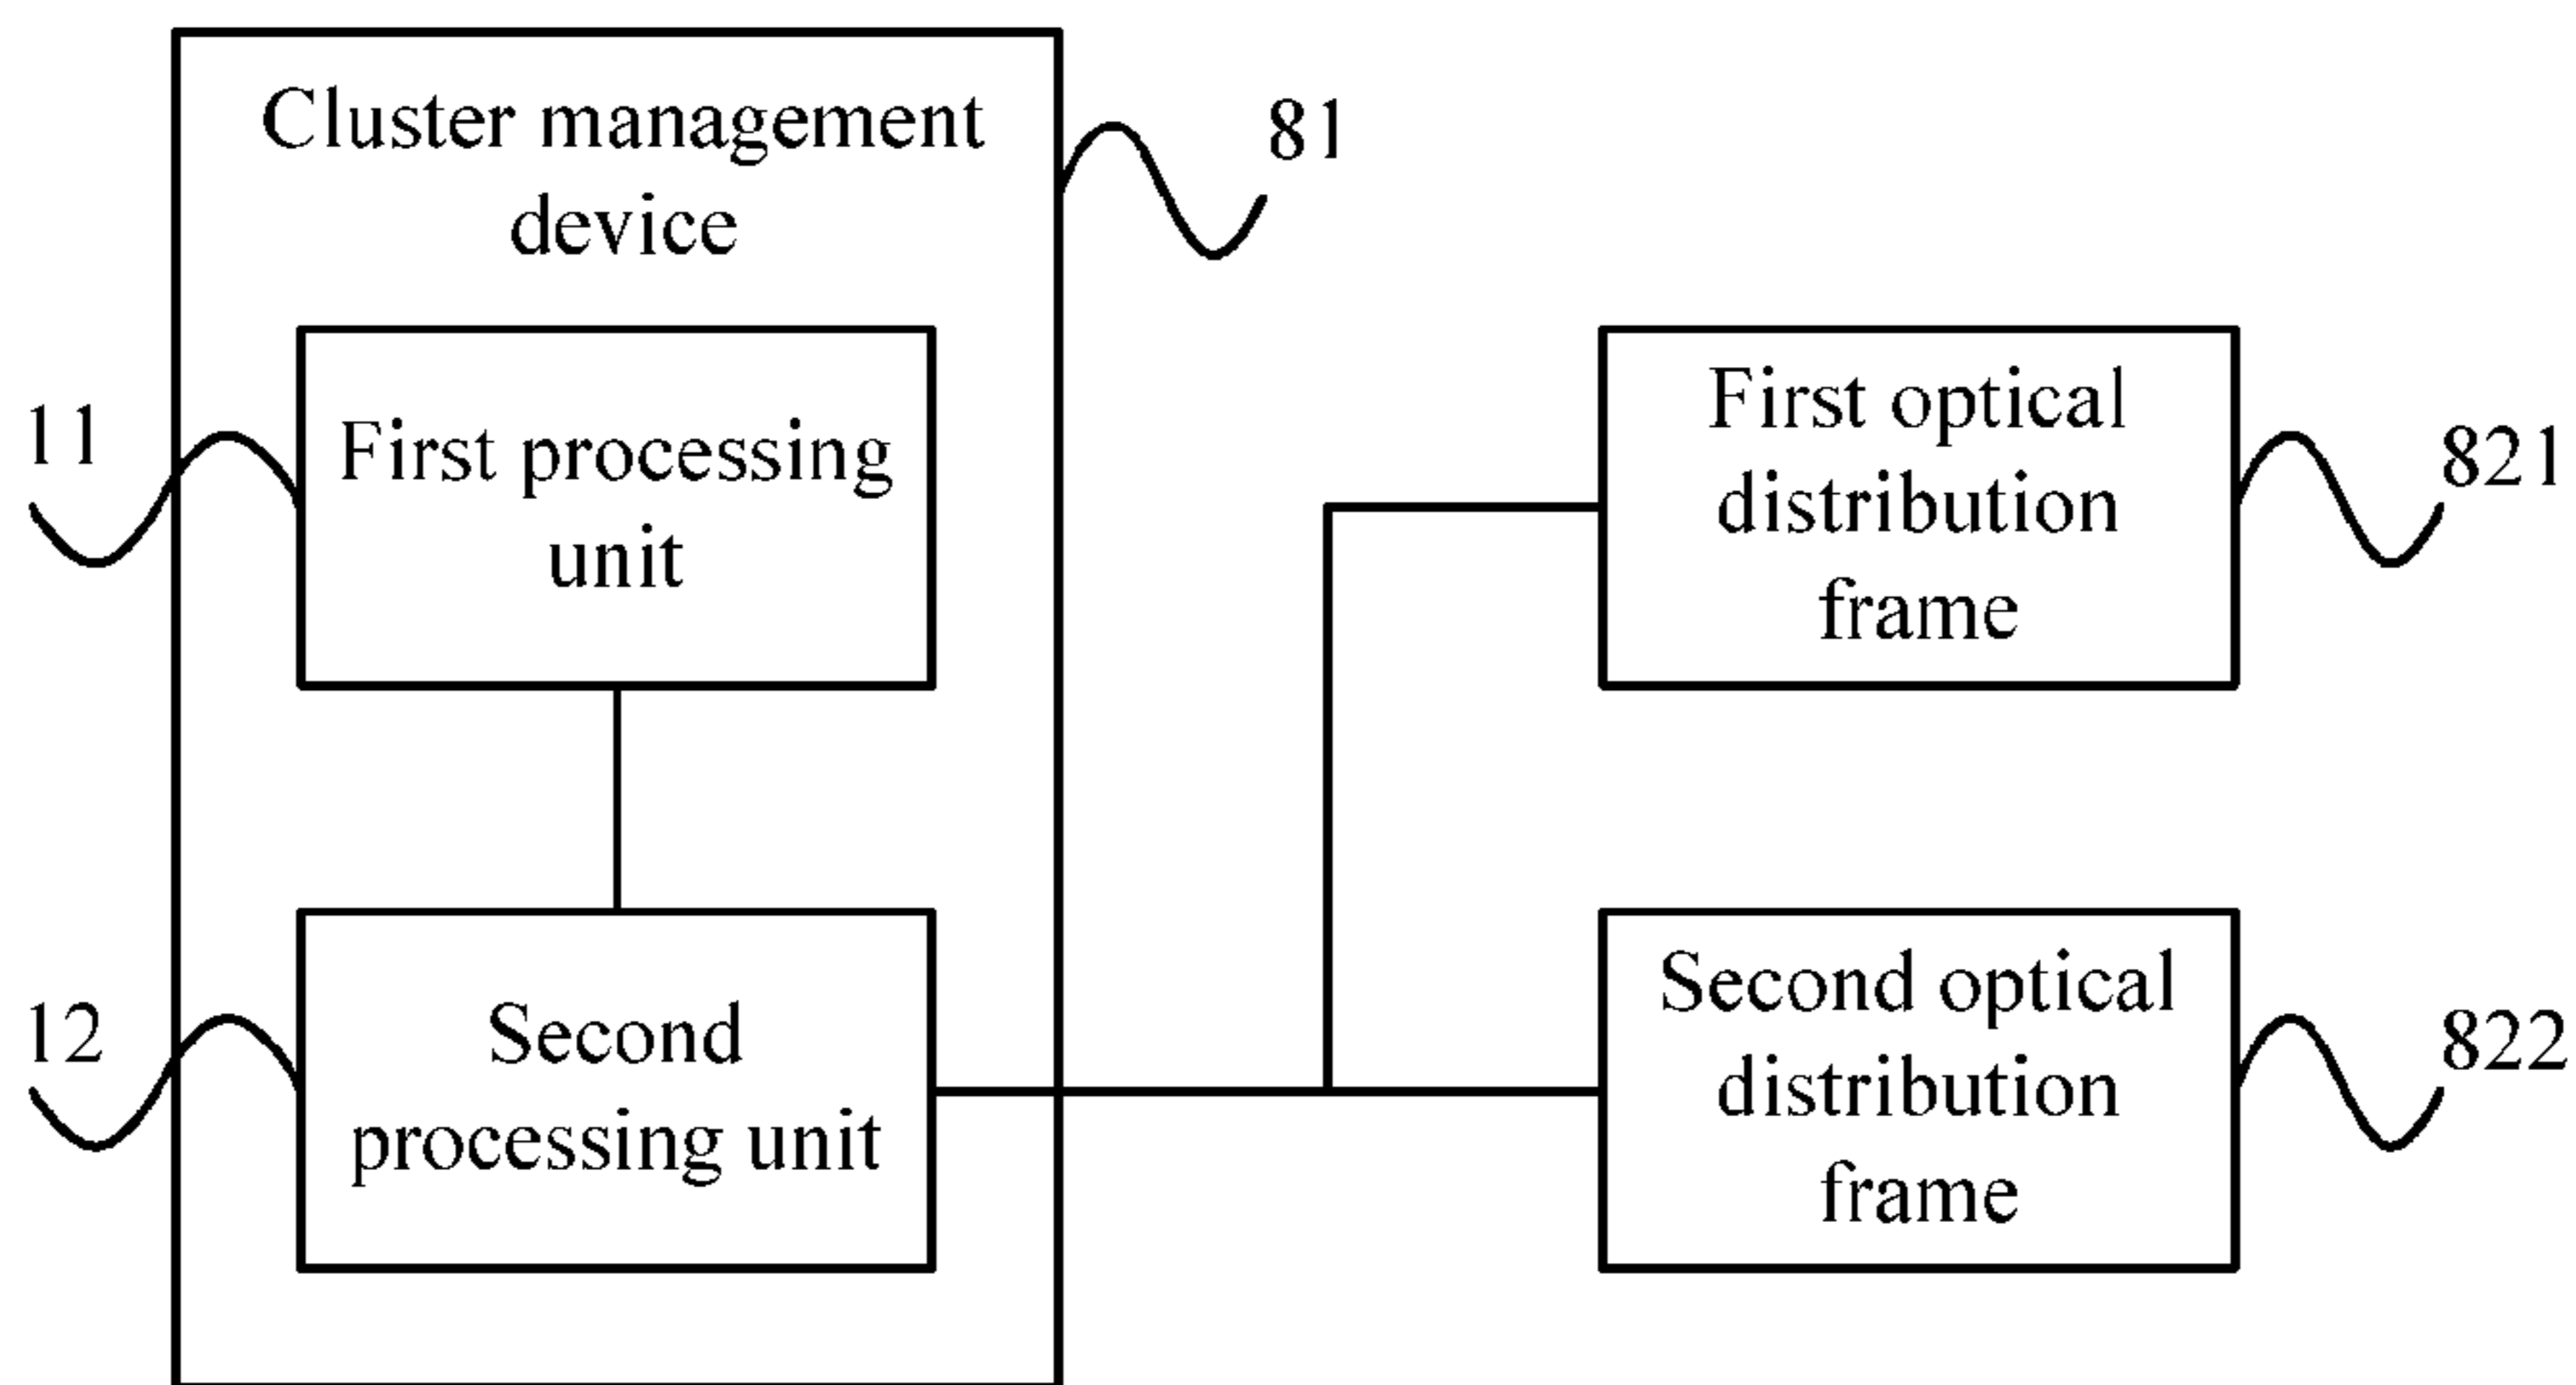 Cluster management
device
81
11
First processing
unit
First optical
distribution
frame
821
12
Second
processing unit
Second optical
distribution
frame
822